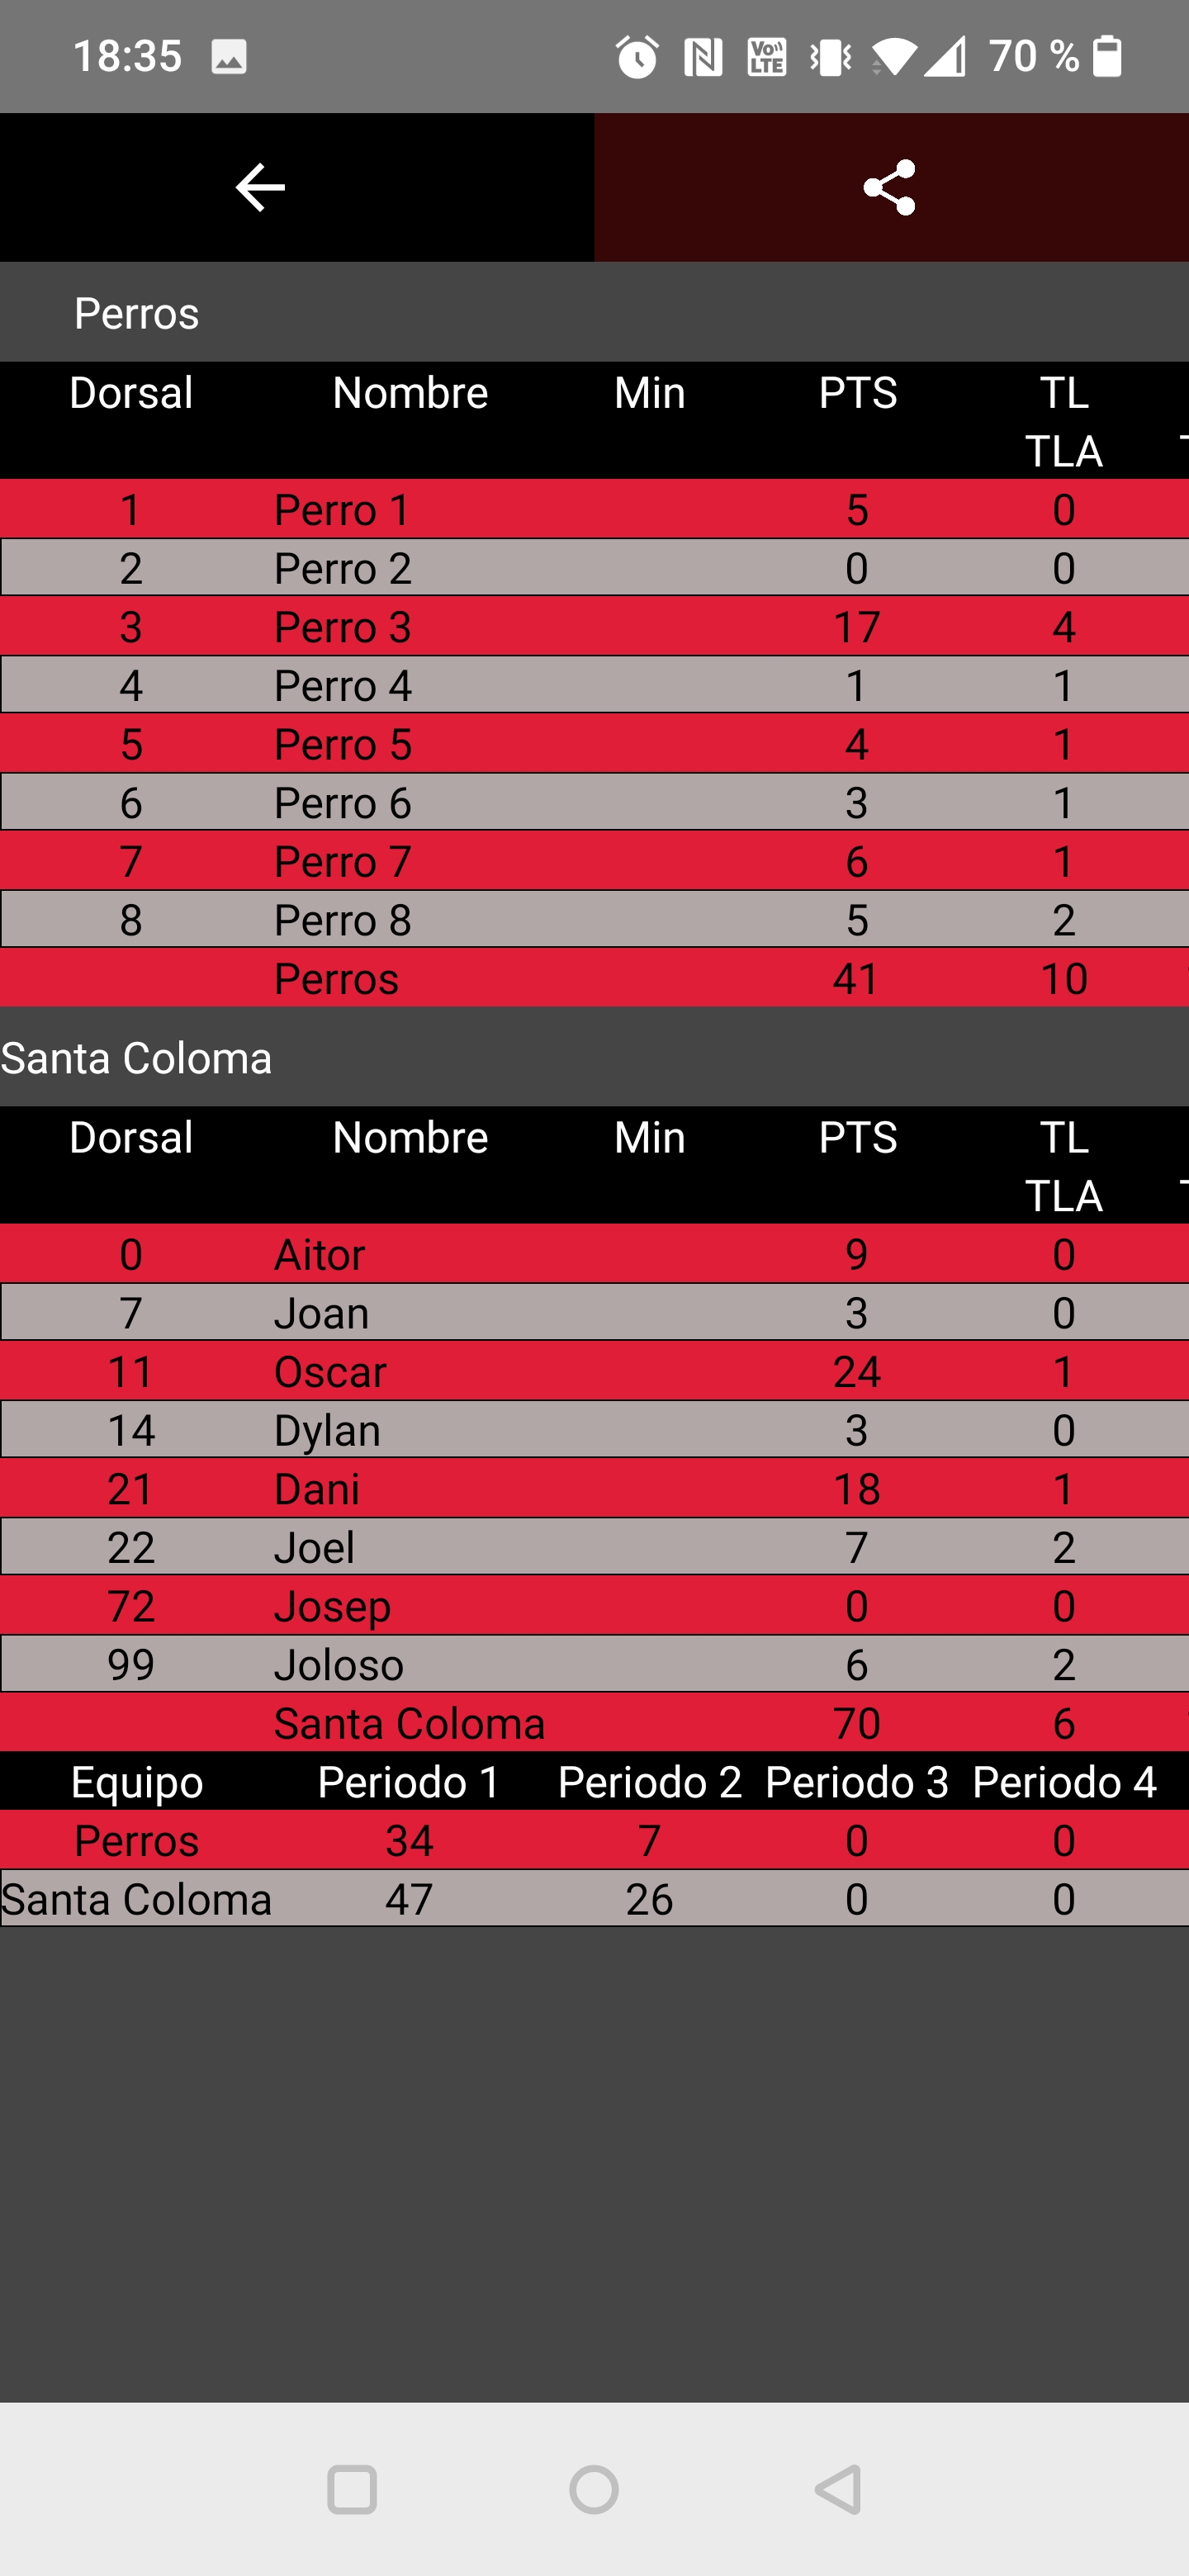 18:35 VoLTE 70 %
Perros
Dorsal Nombre Min PTS TL
TLA
1 Perro 1 5 0
2 Perro 2 0 0
3 Perro 3 17 4
4 Perro 4 1 1
5 Perro 5 4 1
6 Perro 6 3 1
7 Perro 7 6 1
8 Perro 8 5 2
Perros 41 10
Santa Coloma
Dorsal Nombre Min PTS TL
TLA
0 Aitor 9 0
7 Joan 3 0
11 Oscar 24 1
14 Dylan 3 0
21 Dani 18 1
22 Joel 7 2
72 Josep 0 0
99 Joloso 6 2
Santa Coloma 70 6
Equipo Periodo 1 Periodo 2 Periodo 3 Periodo 4
Perros 34 7 0 0
Santa Coloma 47 26 0 0